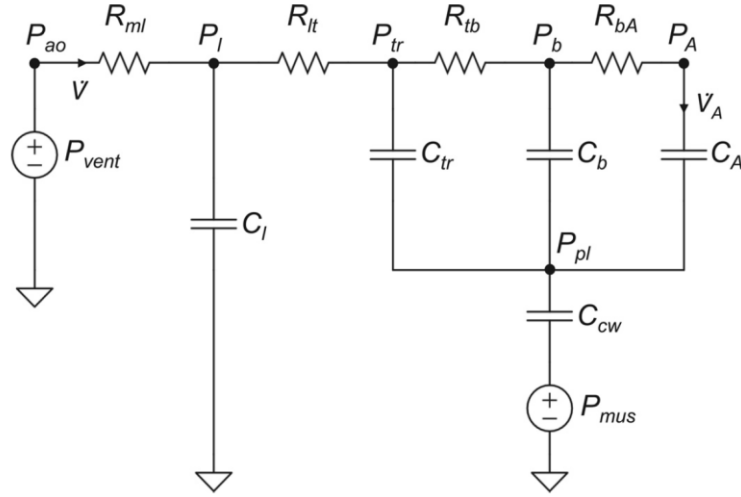 P_ao R_ml P_l R_lt P_tr R_tb P_b R_bA P_A
V̇ V̇_A
+ − P_vent C_tr C_b C_A
C_l P_pl
C_cw
+ − P_mus